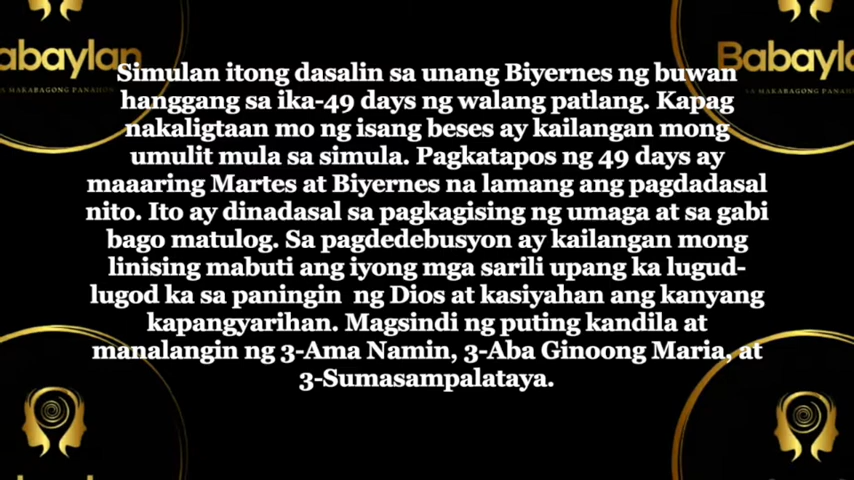 Babaylan
Babayla
SA MAKABAGONG PANAHON
Simulan itong dasalin sa unang Biyernes ng buwan
hanggang sa ika-49 days ng walang patlang. Kapag
nakaligtaan mo ng isang beses ay kailangan mong
umulit mula sa simula. Pagkatapos ng 49 days ay
maaaring Martes at Biyernes na lamang ang pagdadasal
nito. Ito ay dinadasal sa pagkagising ng umaga at sa gabi
bago matulog. Sa pagdedebusyon ay kailangan mong
linising mabuti ang iyong mga sarili upang ka lugud-
lugod ka sa paningin ng Dios at kasiyahan ang kanyang
kapangyarihan. Magsindi ng puting kandila at
manalangin ng 3-Ama Namin, 3-Aba Ginoong Maria, at
3-Sumasampalataya.